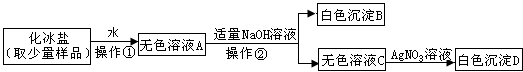 化冰盐
(取少量样品)
水
操作①
无色溶液A
适量NaOH溶液
操作②
白色沉淀B
无色溶液C
AgNO₃溶液
白色沉淀D